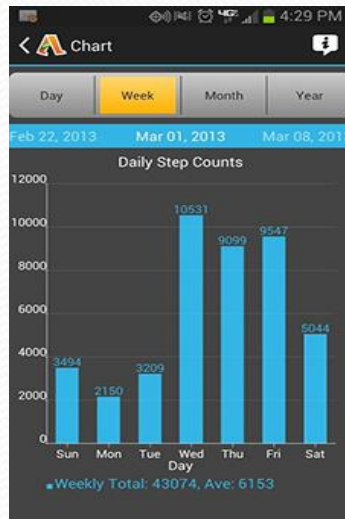 4:29 PM
Chart
Day Week Month Year
Feb 22, 2013 Mar 01, 2013 Mar 08, 201
Daily Step Counts
12000
10000
8000
6000
4000
2000
0
3494 2150 3209 10531 9099 9547 5044
Sun Mon Tue Wed Thu Fri Sat
Day
Weekly Total: 43074, Ave: 6153